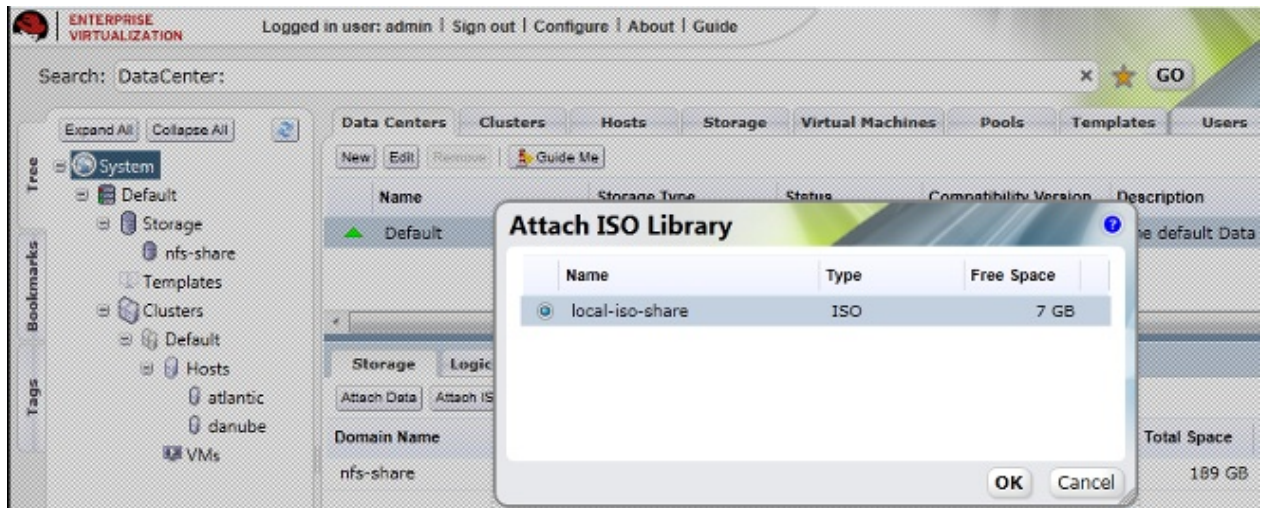 ENTERPRISE
VIRTUALIZATION
Logged in user: admin | Sign out | Configure | About | Guide
Search: DataCenter:
GO
Expand All
Collapse All
Tree
Bookmarks
Tags
System
Default
Storage
nfs-share
Templates
Clusters
Default
Hosts
atlantic
danube
VMs
Data Centers Clusters Hosts Storage Virtual Machines Pools Templates Users
New Edit Remove | Guide Me
Name Storage Type Status Compatibility Version Description
Default he default Data
Attach ISO Library
Name Type Free Space
local-iso-share ISO 7 GB
OK Cancel
Storage Logic
Attach Data Attach IS
Domain Name Total Space
nfs-share 189 GB